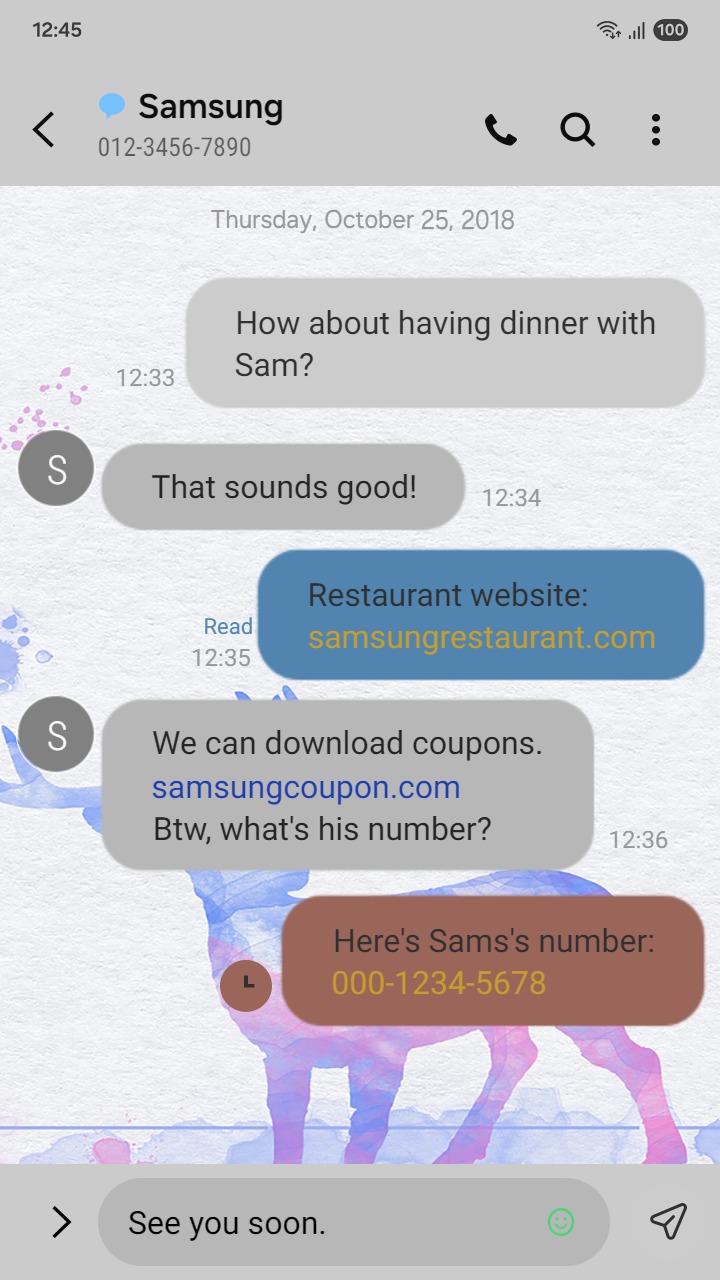 12:45
100
Samsung
012-3456-7890
Thursday, October 25, 2018
How about having dinner with
Sam?
12:33
S
That sounds good!
12:34
Restaurant website:
samsungrestaurant.com
Read
12:35
S
We can download coupons.
samsungcoupon.com
Btw, what's his number?
12:36
Here's Sams's number:
000-1234-5678
See you soon.